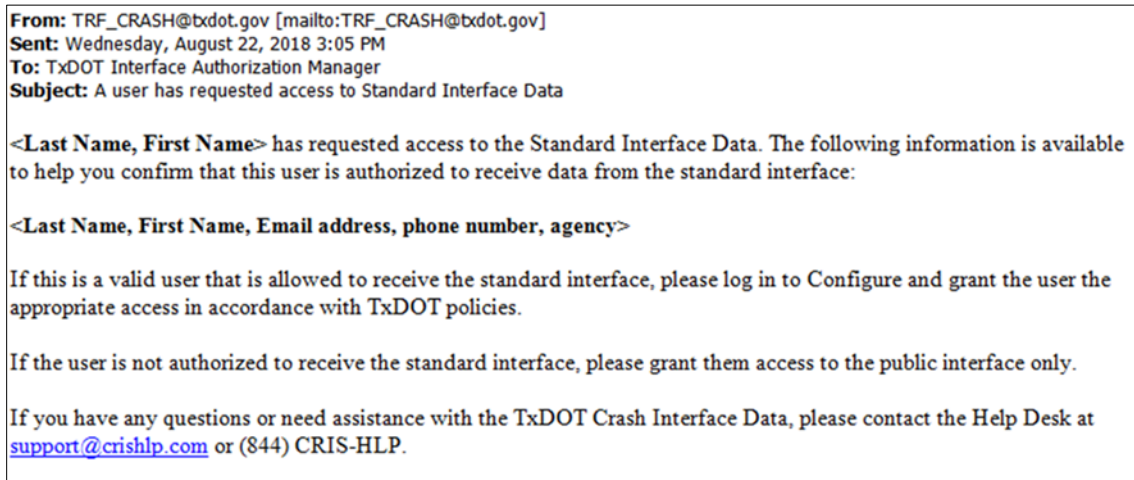 From: TRF_CRASH@txdot.gov [mailto:TRF_CRASH@txdot.gov]
Sent: Wednesday, August 22, 2018 3:05 PM
To: TxDOT Interface Authorization Manager
Subject: A user has requested access to Standard Interface Data
<Last Name, First Name> has requested access to the Standard Interface Data. The following information is available
to help you confirm that this user is authorized to receive data from the standard interface:
<Last Name, First Name, Email address, phone number, agency>
If this is a valid user that is allowed to receive the standard interface, please log in to Configure and grant the user the
appropriate access in accordance with TxDOT policies.
If the user is not authorized to receive the standard interface, please grant them access to the public interface only.
If you have any questions or need assistance with the TxDOT Crash Interface Data, please contact the Help Desk at
support@crishlp.com or (844) CRIS-HLP.